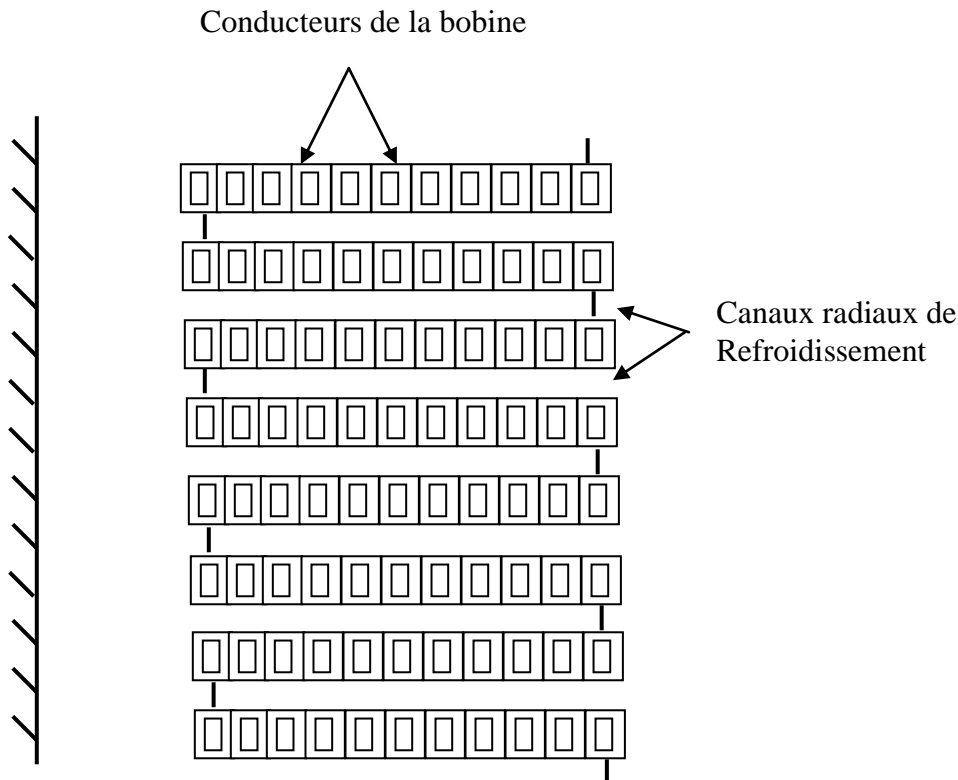 Conducteurs de la bobine
Canaux radiaux de
Refroidissement